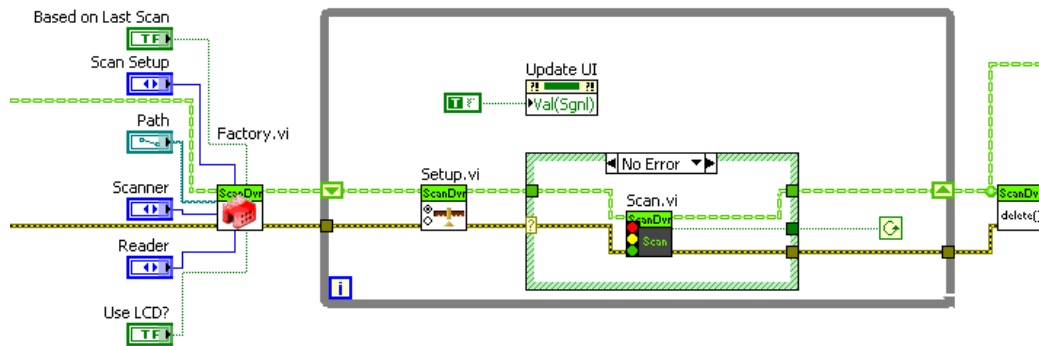 Based on Last Scan
TF
Scan Setup
Path
Factory.vi
ScanDvr
Scanner
Reader
Use LCD?
TF
i
Update UI
?! ?!
Val(Sgnl)
T F
Setup.vi
ScanDvr
No Error
?
Scan.vi
ScanDvr
Scan
ScanDvr
delete()